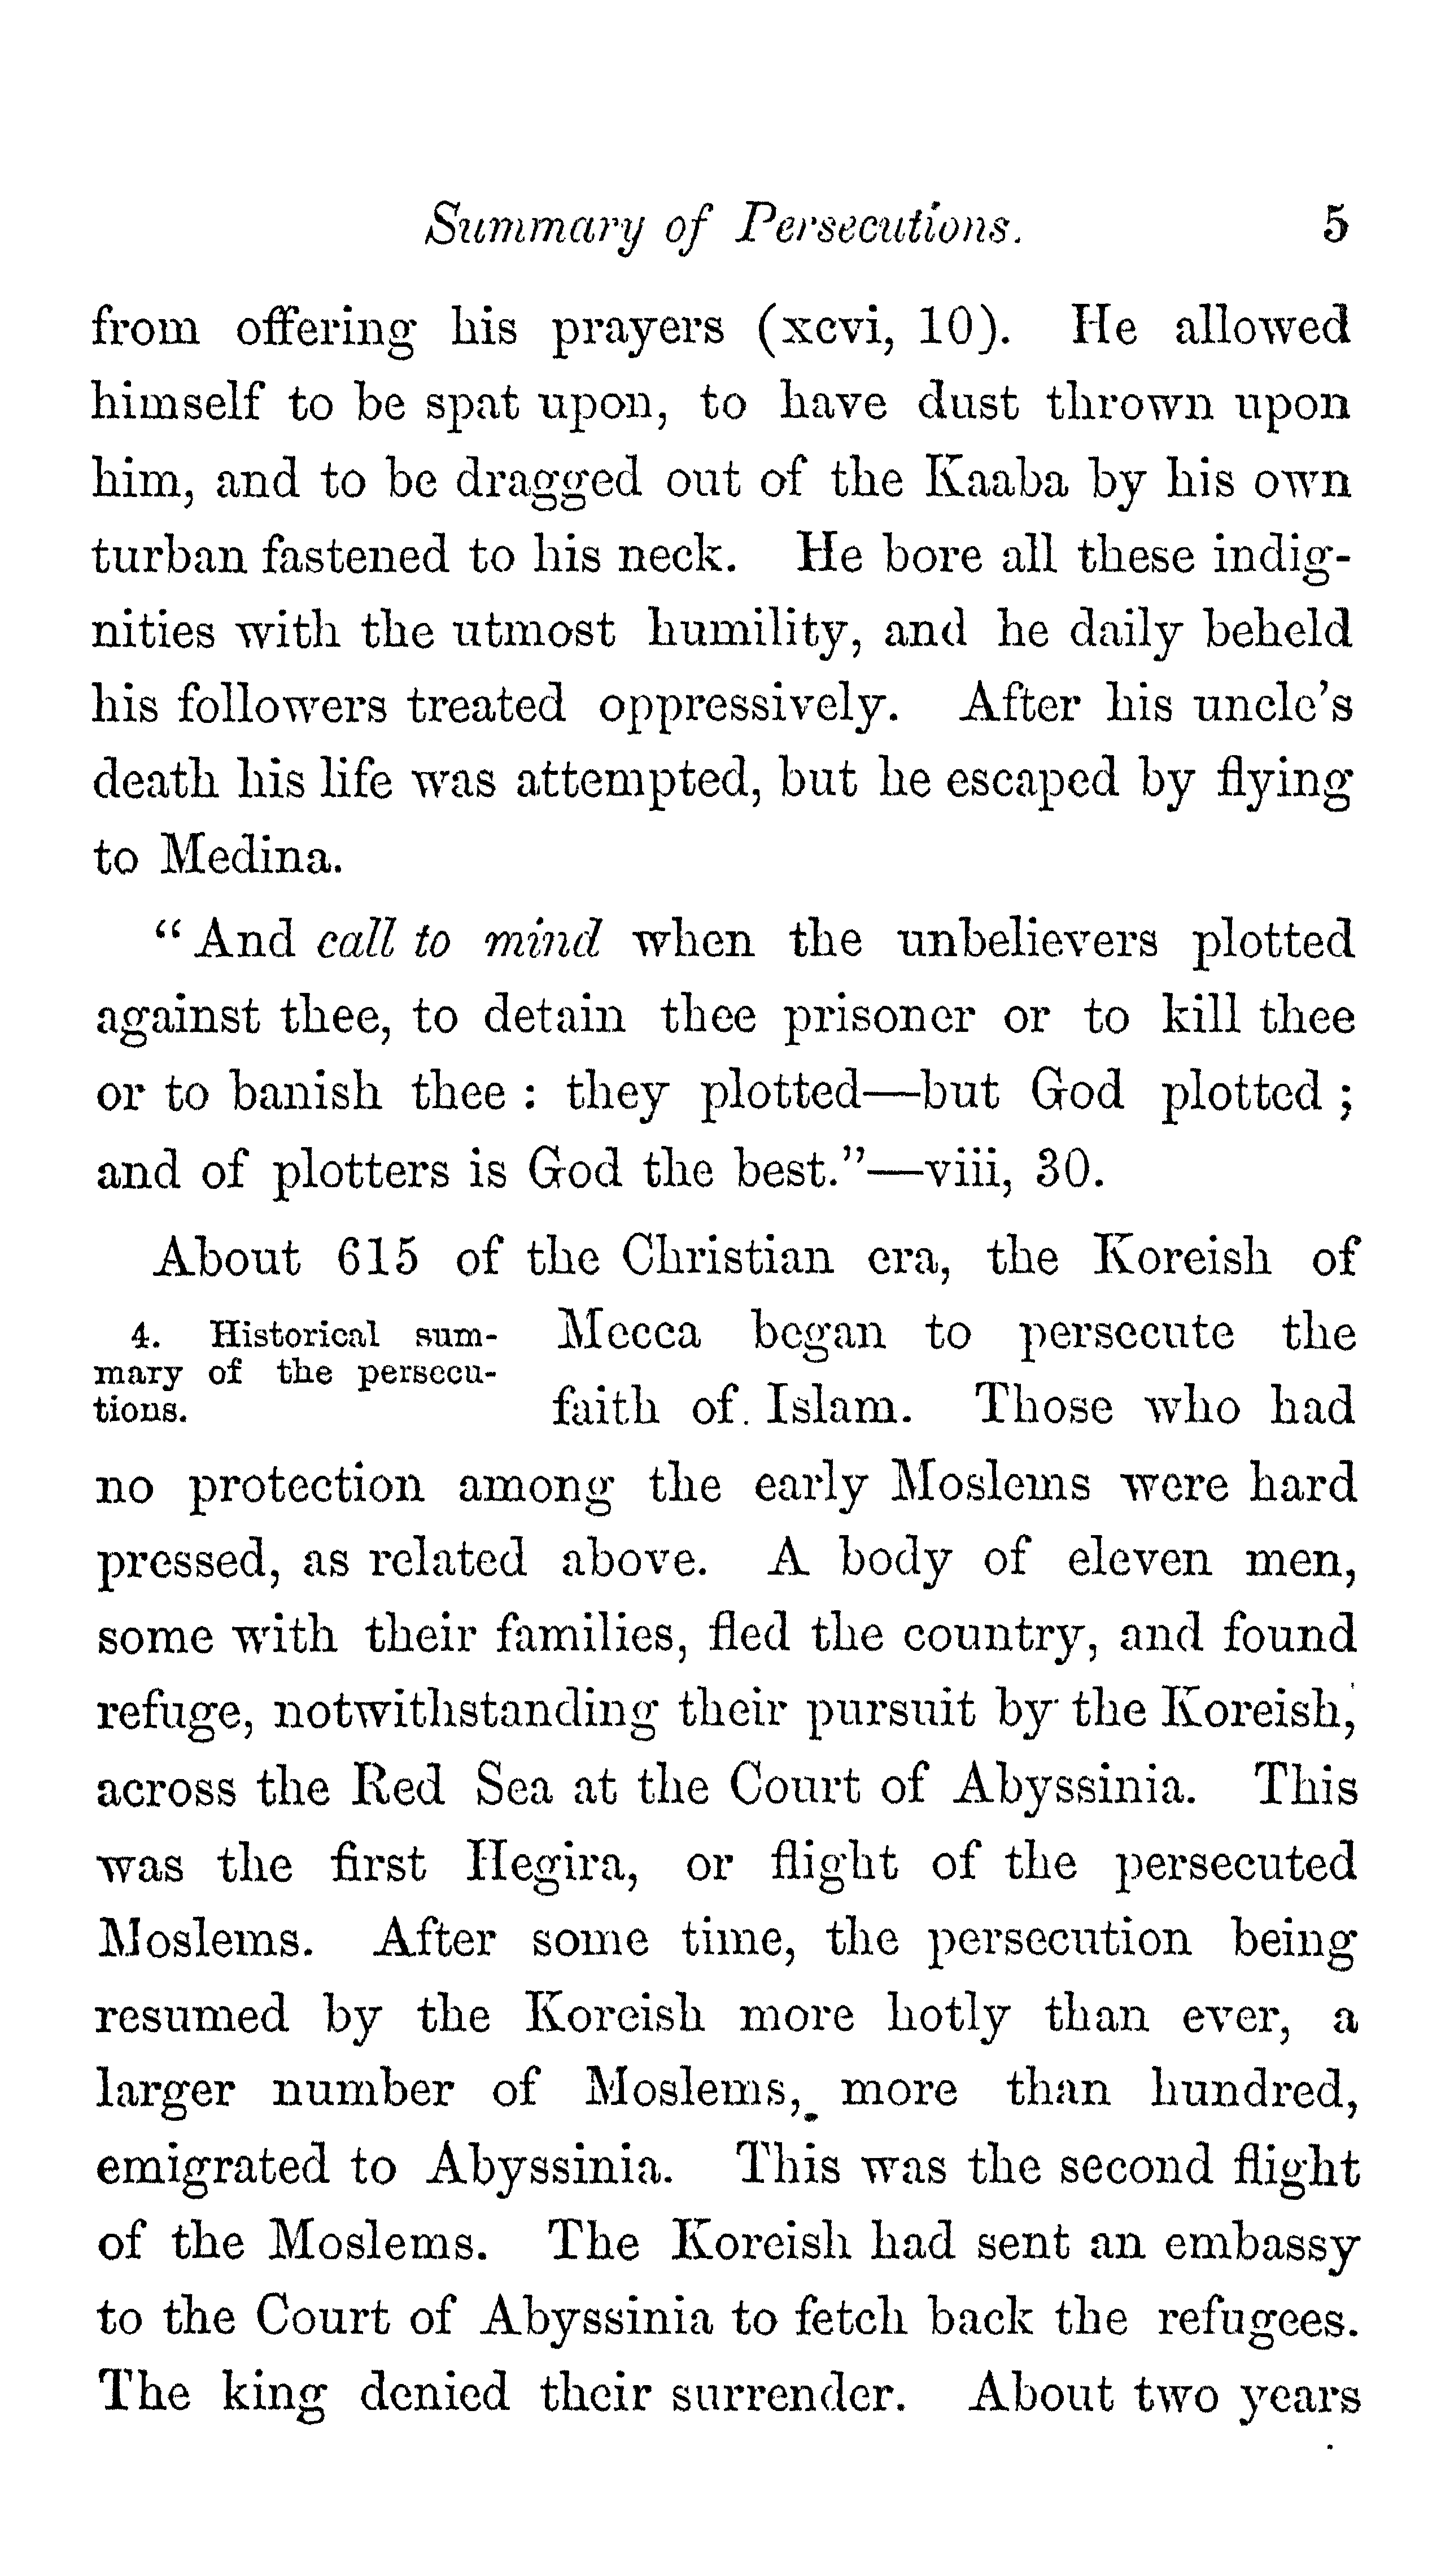 Summary of Persecutions. 5
from offering his prayers (xcvi, 10). He allowed
himself to be spat upon, to have dust thrown upon
him, and to be dragged out of the Kaaba by his own
turban fastened to his neck. He bore all these indig-
nities with the utmost humility, and he daily beheld
his followers treated oppressively. After his uncle's
death his life was attempted, but he escaped by flying
to Medina.
"And call to mind when the unbelievers plotted
against thee, to detain thee prisoner or to kill thee
or to banish thee : they plotted—but God plotted ;
and of plotters is God the best."—viii, 30.
About 615 of the Christian era, the Koreish of
4. Historical sum-
mary of the persecu-
tions.
Mecca began to persecute the
faith of Islam. Those who had
no protection among the early Moslems were hard
pressed, as related above. A body of eleven men,
some with their families, fled the country, and found
refuge, notwithstanding their pursuit by the Koreish,
across the Red Sea at the Court of Abyssinia. This
was the first Hegira, or flight of the persecuted
Moslems. After some time, the persecution being
resumed by the Koreish more hotly than ever, a
larger number of Moslems, more than hundred,
emigrated to Abyssinia. This was the second flight
of the Moslems. The Koreish had sent an embassy
to the Court of Abyssinia to fetch back the refugees.
The king denied their surrender. About two years